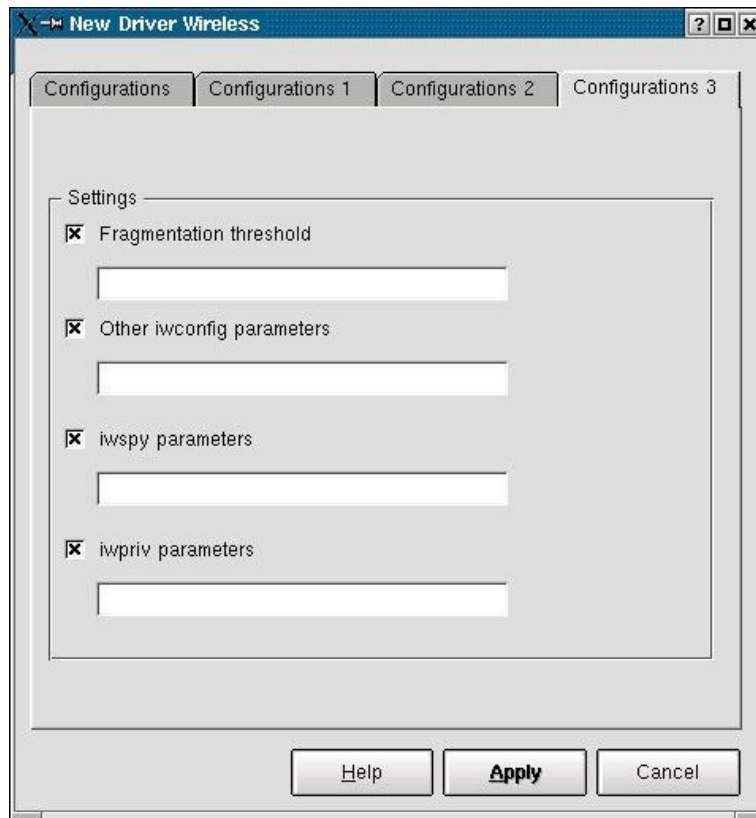 New Driver Wireless
Configurations Configurations 1 Configurations 2 Configurations 3
Settings
Fragmentation threshold
Other iwconfig parameters
iwspy parameters
iwpriv parameters
Help Apply Cancel